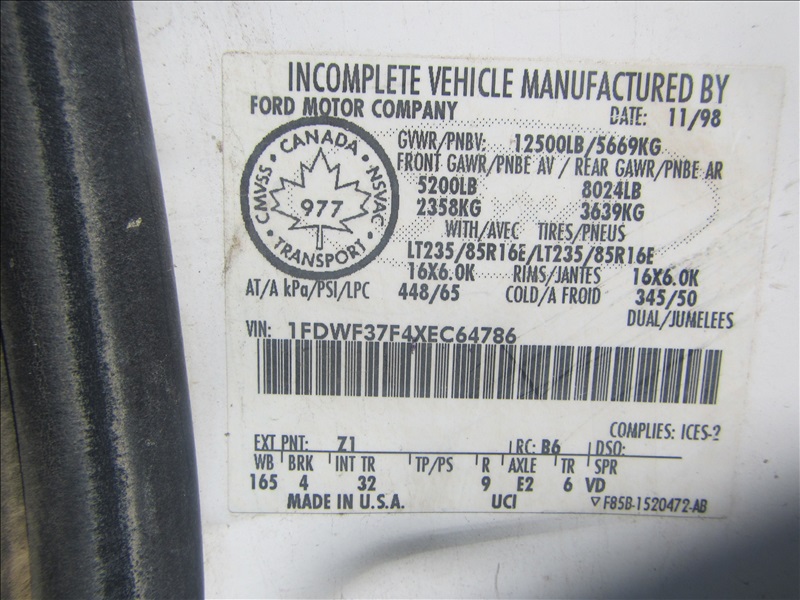 INCOMPLETE VEHICLE MANUFACTURED BY
FORD MOTOR COMPANY DATE: 11/98
GVWR/PNBV: 12500LB/5669KG
FRONT GAWR/PNBE AV / REAR GAWR/PNBE AR
5200LB 8024LB
2358KG 3639KG
WITH/AVEC TIRES/PNEUS
LT235/85R16E/LT235/85R16E
16X6.0K RIMS/JANTES 16X6.0K
AT/A kPa/PSI/LPC 448/65 COLD/A FROID 345/50
DUAL/JUMELEES
CANADA
CMVSS 977 NSVAC
TRANSPORT
VIN: 1FDWF37F4XEC64786
COMPLIES: ICES-2
EXT PNT: Z1 RC: B6 DSO:
WB BRK INT TR TP/PS R AXLE TR SPR
165 4 32 9 E2 6 VD
MADE IN U.S.A. UCI F85B-1520472-AB